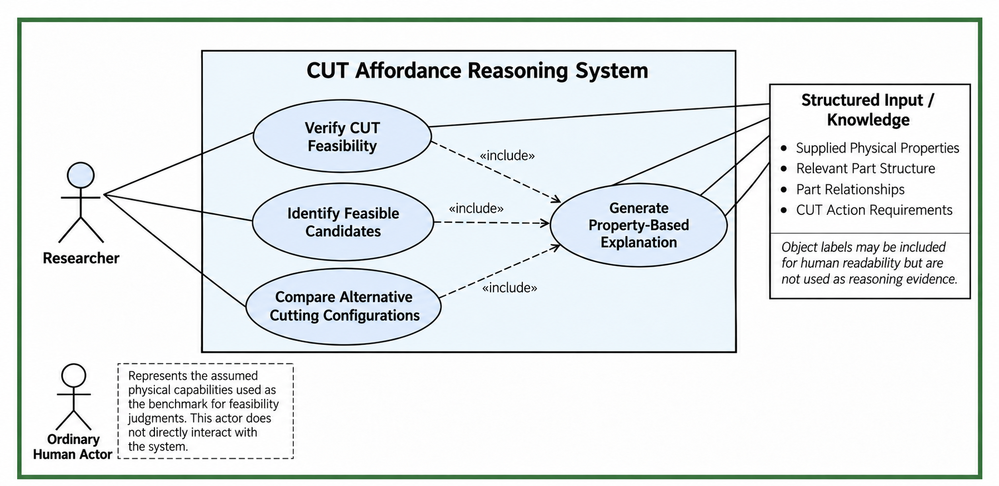 CUT Affordance Reasoning System
Verify CUT
Feasibility
«include»
Identify Feasible
Candidates
«include»
Generate
Property-Based
Explanation
Compare Alternative
Cutting Configurations
«include»
Researcher
Structured Input /
Knowledge
• Supplied Physical Properties
• Relevant Part Structure
• Part Relationships
• CUT Action Requirements
Object labels may be included
for human readability but are
not used as reasoning evidence.
Ordinary
Human Actor
Represents the assumed
physical capabilities used as
the benchmark for feasibility
judgments. This actor does
not directly interact with
the system.